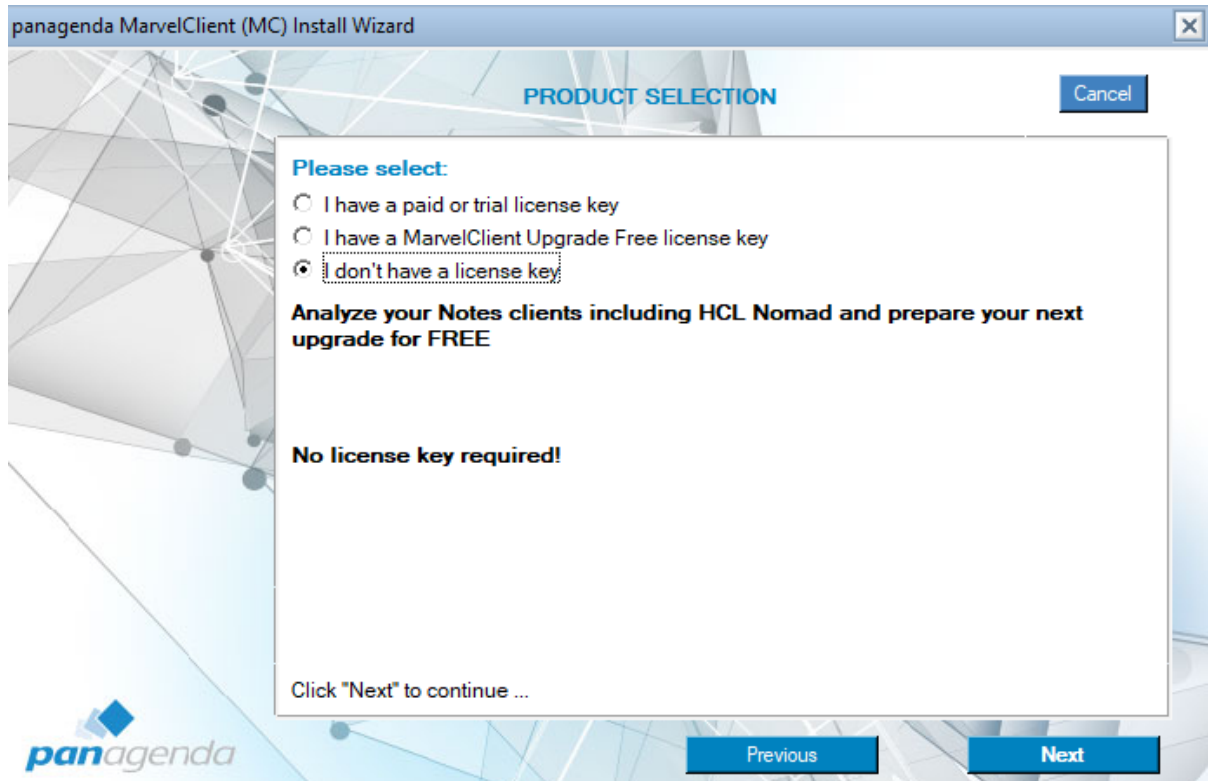 panagenda MarvelClient (MC) Install Wizard
PRODUCT SELECTION
Cancel
Please select:
I have a paid or trial license key
I have a MarvelClient Upgrade Free license key
I don't have a license key
Analyze your Notes clients including HCL Nomad and prepare your next
upgrade for FREE
No license key required!
Click "Next" to continue ...
panagenda
Previous
Next